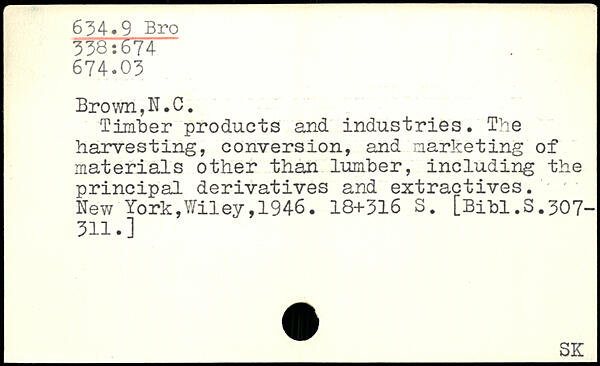 634.9 Bro
338:674
674.03
Brown,N.C.
Timber products and industries. The
harvesting, conversion, and marketing of
materials other than lumber, including the
principal derivatives and extractives.
New York,Wiley,1946. 18+316 S. [Bibl.S.307-
311.]
SK